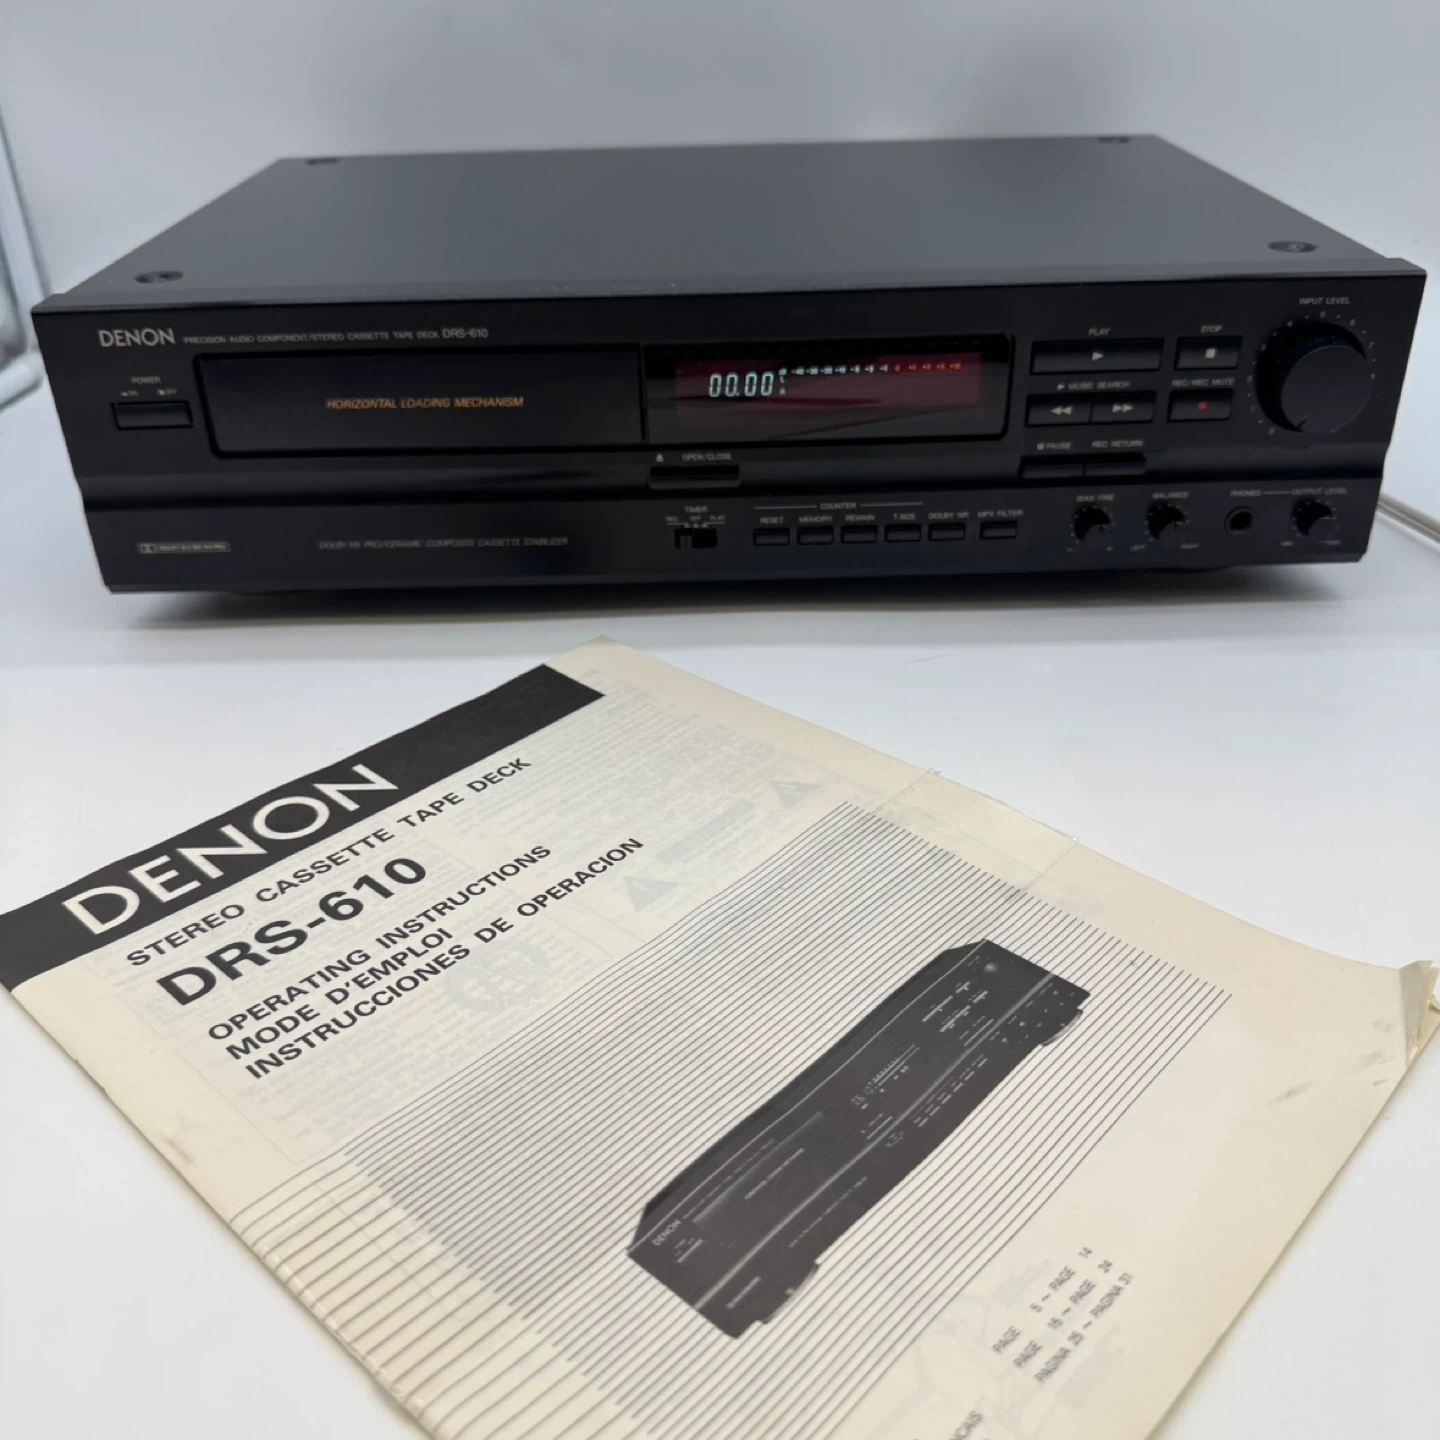 DENON PRECISION AUDIO COMPONENT/STEREO CASSETTE TAPE DECK DRS-610
POWER
ON OFF
HORIZONTAL LOADING MECHANISM
00.00
OPEN/CLOSE
PLAY
STOP
MUSIC SEARCH
REC/REC MUTE
PAUSE
REC RETURN
INPUT LEVEL
TIMER
REC OFF PLAY
COUNTER
RESET MEMORY REMAIN T.SIZE DOLBY NR MPX FILTER
BIAS FINE
BALANCE
LEFT RIGHT
PHONES
OUTPUT LEVEL
DOLBY HX PRO/CERAMIC COMPOSITE CASSETTE STABILIZER
DENON
STEREO CASSETTE TAPE DECK
DRS-610
OPERATING INSTRUCTIONS
MODE D'EMPLOI
INSTRUCCIONES DE OPERACION
DENON
PAGE 5 ~ PAGE 14
PAGE 15 ~ PAGE 24
PAGINA 25 ~ PAGINA 31